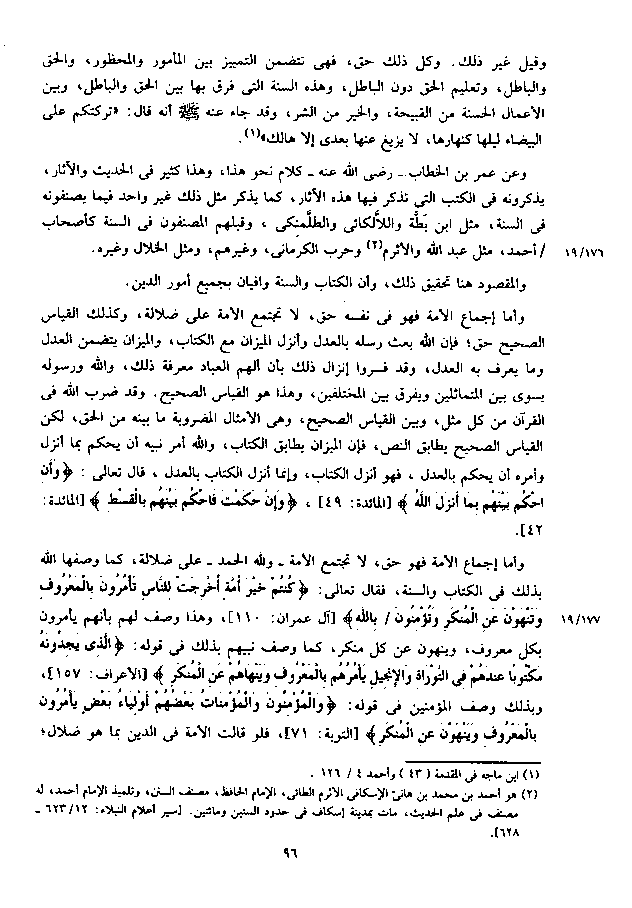 وقيل غير ذلك. وكل ذلك حق، فهى تتضمن التمييز بين المأمور والمحظور، والحق
والباطل، وتعليم الحق دون الباطل، وهذه السنة التى فرق بها بين الحق والباطل، وبين
الأعمال الحسنة من القبيحة، والخير من الشر، وقد جاء عنه ﷺ أنه قال: «تركتكم على
البيضاء ليلها كنهارها، لا يزيغ عنها بعدى إلا هالك»(١).
وعن عمر بن الخطاب ـ رضى الله عنه ـ كلام نحو هذا، وهذا كثير فى الحديث والآثار،
يذكرونه فى الكتب التى تذكر فيها هذه الآثار، كما يذكر مثل ذلك غير واحد فيما يصنفونه
فى السنة، مثل ابن بَطَّة واللالكائى والطَّلَمنكى ، وقبلهم المصنفون فى السنة كأصحاب
١٩/١٧٦ / أحمد، مثل عبد الله والأثرم(٢) وحرب الكرمانى، وغيرهم، ومثل الخلال وغيره.
والمقصود هنا تحقيق ذلك، وأن الكتاب والسنة وافيان بجميع أمور الدين.
وأما إجماع الأمة فهو فى نفسه حق، لا تجتمع الأمة على ضلالة، وكذلك القياس
الصحيح حق؛ فإن الله بعث رسله بالعدل وأنزل الميزان مع الكتاب، والميزان يتضمن العدل
وما يعرف به العدل، وقد فسروا إنزال ذلك بأن ألهم العباد معرفة ذلك، والله ورسوله
يسوى بين المتماثلين ويفرق بين المختلفين، وهذا هو القياس الصحيح. وقد ضرب الله فى
القرآن من كل مثل، وبين القياس الصحيح، وهى الأمثال المضروبة ما بينه من الحق، لكن
القياس الصحيح يطابق النص، فإن الميزان يطابق الكتاب، والله أمر نبيه أن يحكم بما أنزل
وأمره أن يحكم بالعدل ، فهو أنزل الكتاب، وإنما أنزل الكتاب بالعدل ، قال تعالى : ﴿وَأَن
احْكُم بَيْنَهُم بِمَا أَنزَلَ اللَّهُ ﴾ [المائدة: ٤٩] ، ﴿وَإِنْ حَكَمْتَ فَاحْكُم بَيْنَهُم بِالْقِسْطِ ﴾ [المائدة:
٤٢].
وأما إجماع الأمة فهو حق، لا تجتمع الأمة ـ ولله الحمد ـ على ضلالة، كما وصفها الله
بذلك فى الكتاب والسنة، فقال تعالى: ﴿كُنتُمْ خَيْرَ أُمَّةٍ أُخْرِجَتْ لِلنَّاسِ تَأْمُرُونَ بِالْمَعْرُوفِ
١٩/١٧٧ وَتَنْهَوْنَ عَنِ الْمُنكَرِ وَتُؤْمِنُونَ / بِاللَّهِ﴾ [آل عمران: ١١٠]، وهذا وصف لهم بأنهم يأمرون
بكل معروف، وينهون عن كل منكر، كما وصف نبيهم بذلك فى قوله: ﴿الَّذِى يَجِدُونَهُ
مَكْتُوبًا عِندَهُمْ فِى التَّوْرَاةِ وَالإِنجِيلِ يَأْمُرُهُم بِالْمَعْرُوفِ وَيَنْهَاهُمْ عَنِ الْمُنكَرِ ﴾ [الأعراف: ١٥٧]،
وبذلك وصف المؤمنين فى قوله: ﴿وَالْمُؤْمِنُونَ وَالْمُؤْمِنَاتُ بَعْضُهُمْ أَوْلِيَاءُ بَعْضٍ يَأْمُرُونَ
بِالْمَعْرُوفِ وَيَنْهَوْنَ عَنِ الْمُنكَرِ﴾ [التوبة: ٧١]، فلو قالت الأمة فى الدين بما هو ضلال؛
(١) ابن ماجه فى المقدمة (٤٣) وأحمد ٤ / ١٢٦ .
(٢) هو أحمد بن محمد بن هانئ الإسكافى الأثرم الطائى، الإمام الحافظ، مصنف السنن، وتلميذ الإمام أحمد، له
مصنف فى علم الحديث، مات بمدينة إسكاف فى حدود الستين ومائتين. [سير أعلام النبلاء: ١٢/ ٦٢٣ ـ
٦٢٨].
٩٦